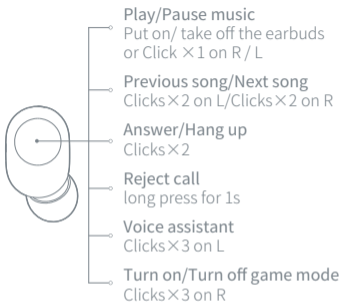 Play/Pause music
Put on/ take off the earbuds
or Click ×1 on R / L
Previous song/Next song
Clicks×2 on L/Clicks×2 on R
Answer/Hang up
Clicks×2
Reject call
long press for 1s
Voice assistant
Clicks×3 on L
Turn on/Turn off game mode
Clicks×3 on R